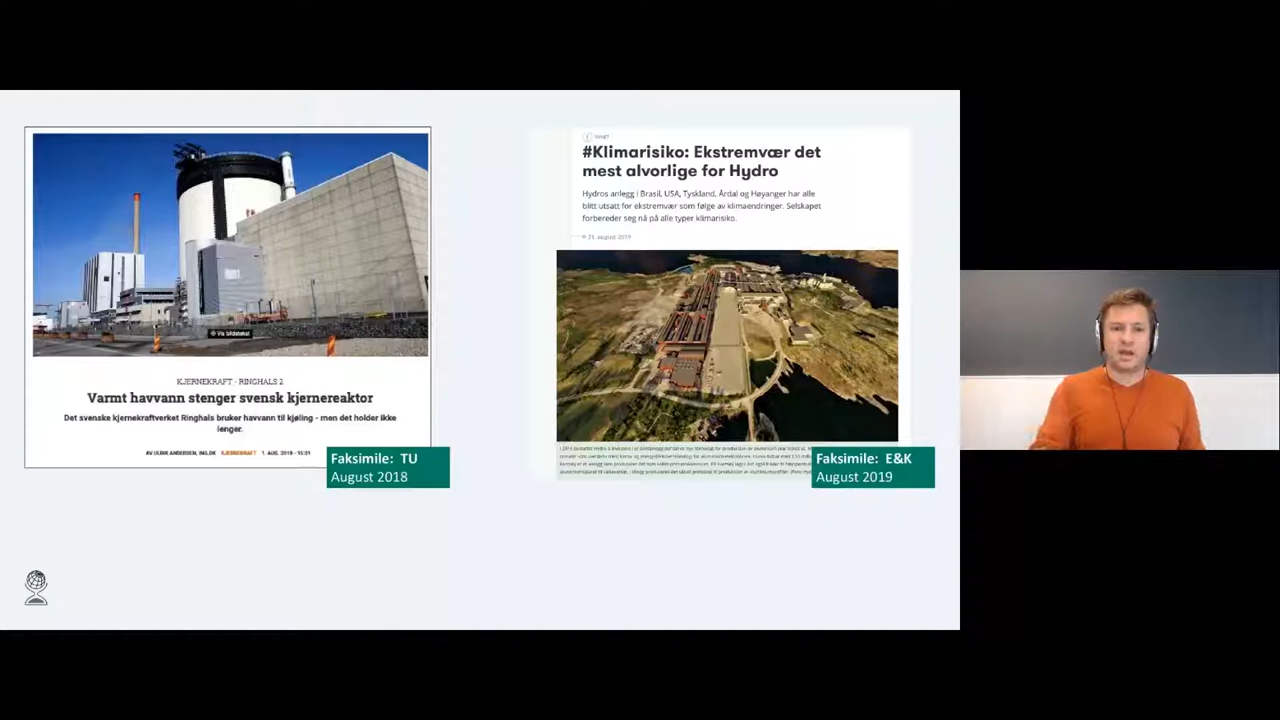 Vis bildetekst
KJERNEKRAFT - RINGHALS 2
Varmt havvann stenger svensk kjernereaktor
Det svenske kjernekraftverket Ringhals bruker havvann til kjøling - men det holder ikke
lenger.
AV ULRIK ANDERSEN, ING.DK KJERNEKRAFT 1. AUG. 2018 - 15:31
Faksimile: TU
August 2018
#Klimarisiko: Ekstremvær det
mest alvorlige for Hydro
Hydros anlegg i Brasil, USA, Tyskland, Årdal og Høyanger har alle
blitt utsatt for ekstremvær som følge av klimaendringer. Selskapet
forbereder seg nå på alle typer klimarisiko.
21. august 2019
Faksimile: E&K
August 2019